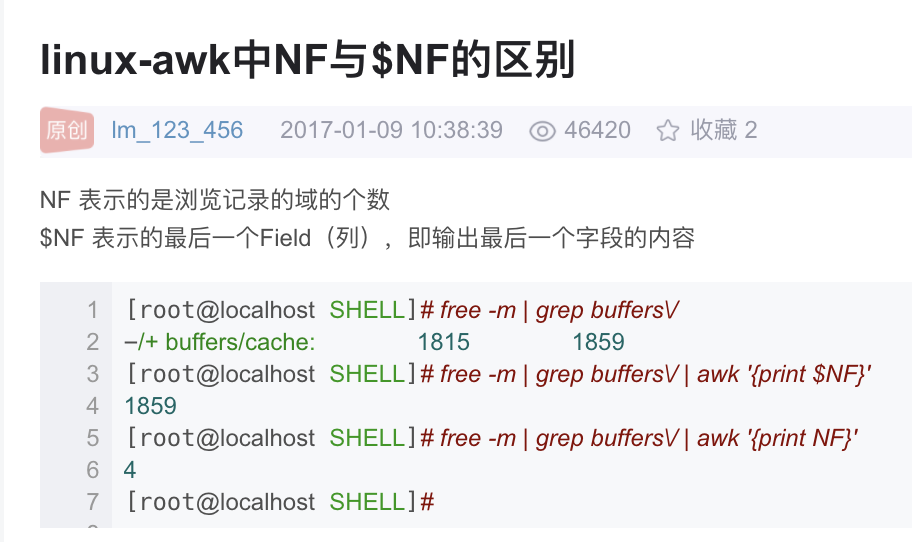 linux-awk中NF与$NF的区别
原创 lm_123_456 2017-01-09 10:38:39 46420 收藏 2
NF 表示的是浏览记录的域的个数
$NF 表示的最后一个Field（列），即输出最后一个字段的内容
1 [root@localhost SHELL]# free -m | grep buffers\/
2 -/+ buffers/cache: 1815 1859
3 [root@localhost SHELL]# free -m | grep buffers\/ | awk '{print $NF}'
4 1859
5 [root@localhost SHELL]# free -m | grep buffers\/ | awk '{print NF}'
6 4
7 [root@localhost SHELL]#